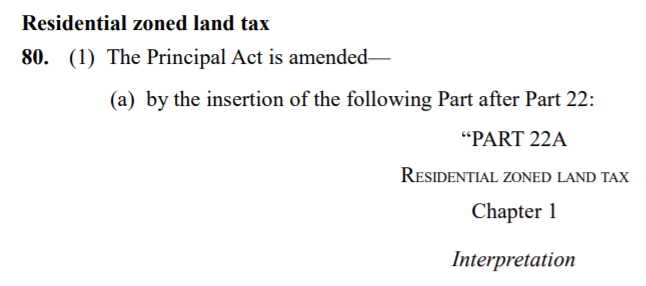 Residential zoned land tax
80. (1) The Principal Act is amended—
(a) by the insertion of the following Part after Part 22:
“PART 22A
RESIDENTIAL ZONED LAND TAX
Chapter 1
Interpretation